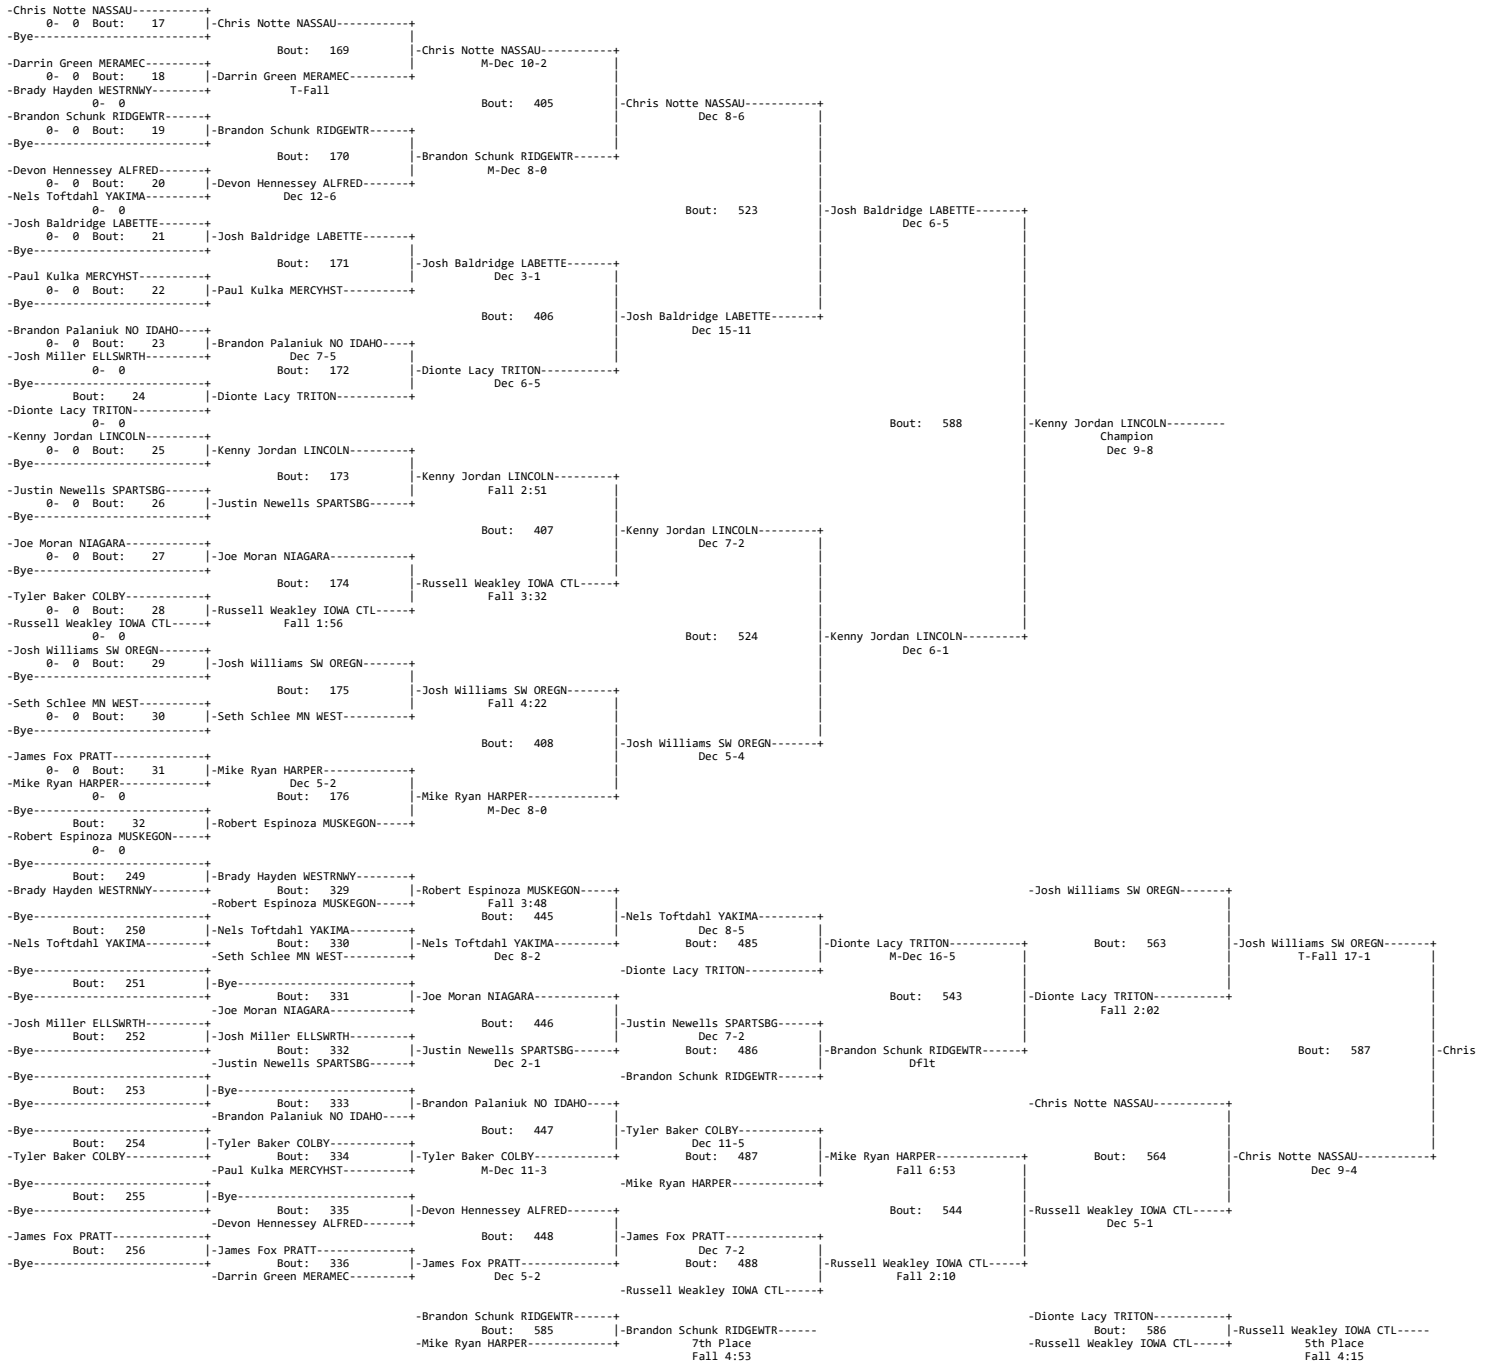 -Chris Notte NASSAU-----------+
0- 0 Bout: 17 |-Chris Notte NASSAU-----------+
-Bye--------------------------+ |
Bout: 169 |-Chris Notte NASSAU-----------+
-Darrin Green MERAMEC---------+ | M-Dec 10-2 |
0- 0 Bout: 18 |-Darrin Green MERAMEC---------+ |
-Brady Hayden WESTRNWY--------+ T-Fall |
0- 0 Bout: 405 |-Chris Notte NASSAU-----------+
-Brandon Schunk RIDGEWTR------+ | Dec 8-6 |
0- 0 Bout: 19 |-Brandon Schunk RIDGEWTR------+ | |
-Bye--------------------------+ | | |
Bout: 170 |-Brandon Schunk RIDGEWTR------+ |
-Devon Hennessey ALFRED-------+ | M-Dec 8-0 |
0- 0 Bout: 20 |-Devon Hennessey ALFRED-------+ |
-Nels Toftdahl YAKIMA---------+ Dec 12-6 |
0- 0 Bout: 523 |-Josh Baldridge LABETTE-------+
-Josh Baldridge LABETTE-------+ | Dec 6-5 |
0- 0 Bout: 21 |-Josh Baldridge LABETTE-------+ | |
-Bye--------------------------+ | | |
Bout: 171 |-Josh Baldridge LABETTE-------+ | |
-Paul Kulka MERCYHST----------+ | Dec 3-1 | | |
0- 0 Bout: 22 |-Paul Kulka MERCYHST----------+ | | |
-Bye--------------------------+ | | |
Bout: 406 |-Josh Baldridge LABETTE-------+ |
-Brandon Palaniuk NO IDAHO----+ | Dec 15-11 |
0- 0 Bout: 23 |-Brandon Palaniuk NO IDAHO----+ | |
-Josh Miller ELLSWRTH---------+ Dec 7-5 | | |
0- 0 Bout: 172 |-Dionte Lacy TRITON-----------+ |
-Bye--------------------------+ | Dec 6-5 |
Bout: 24 |-Dionte Lacy TRITON-----------+ |
-Dionte Lacy TRITON-----------+ |
0- 0 Bout: 588 |-Kenny Jordan LINCOLN---------
-Kenny Jordan LINCOLN---------+ | Champion
0- 0 Bout: 25 |-Kenny Jordan LINCOLN---------+ | Dec 9-8
-Bye--------------------------+ | |
Bout: 173 |-Kenny Jordan LINCOLN---------+ |
-Justin Newells SPARTSBG------+ | Fall 2:51 | |
0- 0 Bout: 26 |-Justin Newells SPARTSBG------+ | |
-Bye--------------------------+ | |
Bout: 407 |-Kenny Jordan LINCOLN---------+ |
-Joe Moran NIAGARA------------+ | Dec 7-2 | |
0- 0 Bout: 27 |-Joe Moran NIAGARA------------+ | | |
-Bye--------------------------+ | | | |
Bout: 174 |-Russell Weakley IOWA CTL-----+ | |
-Tyler Baker COLBY------------+ | Fall 3:32 | |
0- 0 Bout: 28 |-Russell Weakley IOWA CTL-----+ | |
-Russell Weakley IOWA CTL-----+ Fall 1:56 | |
0- 0 Bout: 524 |-Kenny Jordan LINCOLN---------+
-Josh Williams SW OREGN-------+ | Dec 6-1
0- 0 Bout: 29 |-Josh Williams SW OREGN-------+ |
-Bye--------------------------+ | |
Bout: 175 |-Josh Williams SW OREGN-------+ |
-Seth Schlee MN WEST----------+ | Fall 4:22 | |
0- 0 Bout: 30 |-Seth Schlee MN WEST----------+ | |
-Bye--------------------------+ | |
Bout: 408 |-Josh Williams SW OREGN-------+
-James Fox PRATT--------------+ | Dec 5-4
0- 0 Bout: 31 |-Mike Ryan HARPER-------------+ |
-Mike Ryan HARPER-------------+ Dec 5-2 | |
0- 0 Bout: 176 |-Mike Ryan HARPER-------------+
-Bye--------------------------+ | M-Dec 8-0
Bout: 32 |-Robert Espinoza MUSKEGON-----+
-Robert Espinoza MUSKEGON-----+
0- 0
-Bye--------------------------+
Bout: 249 |-Brady Hayden WESTRNWY--------+
-Brady Hayden WESTRNWY--------+ Bout: 329 |-Robert Espinoza MUSKEGON-----+ -Josh Williams SW OREGN-------+
-Robert Espinoza MUSKEGON-----+ Fall 3:48 | |
-Bye--------------------------+ Bout: 445 |-Nels Toftdahl YAKIMA---------+ |
Bout: 250 |-Nels Toftdahl YAKIMA---------+ | Dec 8-5 | |
-Nels Toftdahl YAKIMA---------+ Bout: 330 |-Nels Toftdahl YAKIMA---------+ Bout: 485 |-Dionte Lacy TRITON-----------+ Bout: 563 |-Josh Williams SW OREGN-------+
-Seth Schlee MN WEST----------+ Dec 8-2 | M-Dec 16-5 | | T-Fall 17-1 |
-Bye--------------------------+ -Dionte Lacy TRITON-----------+ | | |
Bout: 251 |-Bye--------------------------+ | | |
-Bye--------------------------+ Bout: 331 |-Joe Moran NIAGARA------------+ Bout: 543 |-Dionte Lacy TRITON-----------+ |
-Joe Moran NIAGARA------------+ | | Fall 2:02 |
-Josh Miller ELLSWRTH---------+ Bout: 446 |-Justin Newells SPARTSBG------+ | |
Bout: 252 |-Josh Miller ELLSWRTH---------+ | Dec 7-2 | | |
-Bye--------------------------+ Bout: 332 |-Justin Newells SPARTSBG------+ Bout: 486 |-Brandon Schunk RIDGEWTR------+ Bout: 587 |-Chris
-Justin Newells SPARTSBG------+ Dec 2-1 | Dflt |
-Bye--------------------------+ -Brandon Schunk RIDGEWTR------+ |
Bout: 253 |-Bye--------------------------+ |
-Bye--------------------------+ Bout: 333 |-Brandon Palaniuk NO IDAHO----+ -Chris Notte NASSAU-----------+ |
-Brandon Palaniuk NO IDAHO----+ | | |
-Bye--------------------------+ Bout: 447 |-Tyler Baker COLBY------------+ | |
Bout: 254 |-Tyler Baker COLBY------------+ | Dec 11-5 | | |
-Tyler Baker COLBY------------+ Bout: 334 |-Tyler Baker COLBY------------+ Bout: 487 |-Mike Ryan HARPER-------------+ Bout: 564 |-Chris Notte NASSAU-----------+
-Paul Kulka MERCYHST----------+ M-Dec 11-3 | Fall 6:53 | | Dec 9-4
-Bye--------------------------+ -Mike Ryan HARPER-------------+ | |
Bout: 255 |-Bye--------------------------+ | |
-Bye--------------------------+ Bout: 335 |-Devon Hennessey ALFRED-------+ Bout: 544 |-Russell Weakley IOWA CTL-----+
-Devon Hennessey ALFRED-------+ | | Dec 5-1
-James Fox PRATT--------------+ Bout: 448 |-James Fox PRATT--------------+ |
Bout: 256 |-James Fox PRATT--------------+ | Dec 7-2 | |
-Bye--------------------------+ Bout: 336 |-James Fox PRATT--------------+ Bout: 488 |-Russell Weakley IOWA CTL-----+
-Darrin Green MERAMEC---------+ Dec 5-2 | Fall 2:10
-Russell Weakley IOWA CTL-----+
-Brandon Schunk RIDGEWTR------+ -Dionte Lacy TRITON-----------+
Bout: 585 |-Brandon Schunk RIDGEWTR------ Bout: 586 |-Russell Weakley IOWA CTL-----
-Mike Ryan HARPER-------------+ 7th Place -Russell Weakley IOWA CTL-----+ 5th Place
Fall 4:53 Fall 4:15